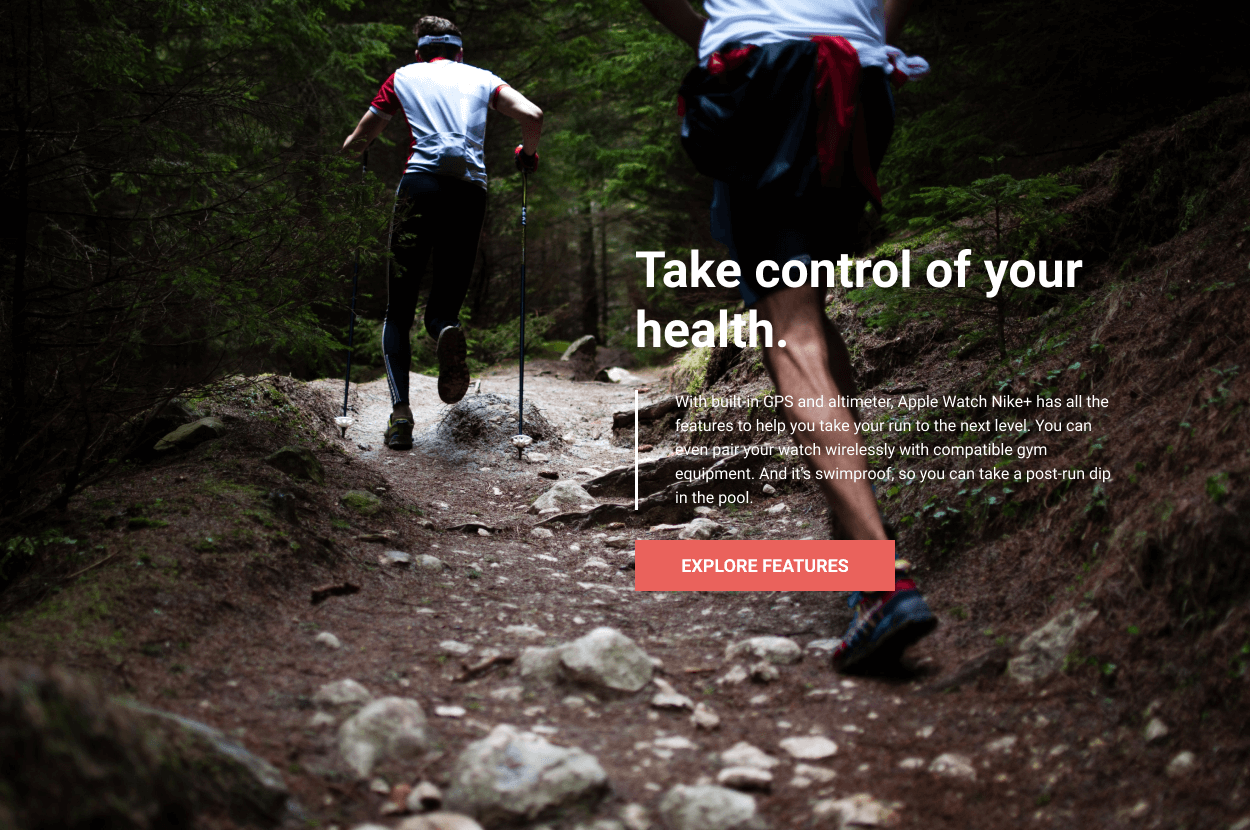 Take control of your
health.
With built-in GPS and altimeter, Apple Watch Nike+ has all the
features to help you take your run to the next level. You can
even pair your watch wirelessly with compatible gym
equipment. And it's swimproof, so you can take a post-run dip
in the pool.
EXPLORE FEATURES